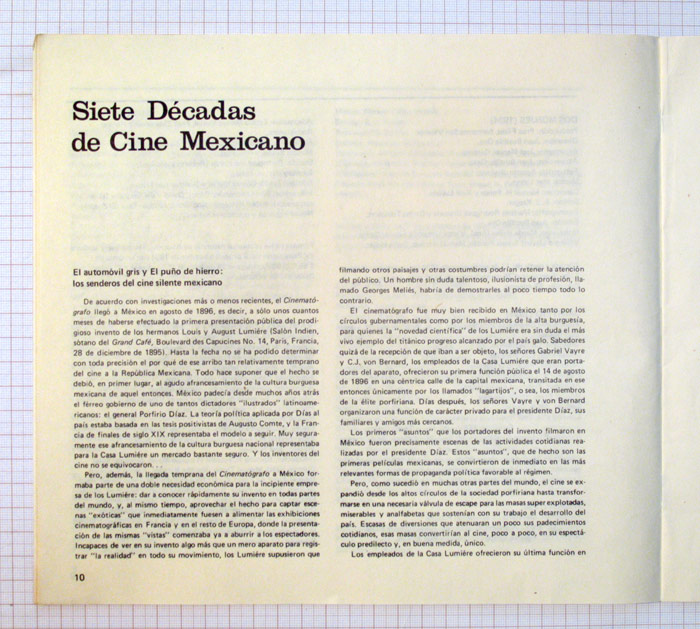 Siete Décadas
de Cine Mexicano
El automóvil gris y El puño de hierro:
los senderos del cine silente mexicano
De acuerdo con investigaciones más o menos recientes, el Cinemató-
grafo llegó a México en agosto de 1896, es decir, a sólo unos cuantos
meses de haberse efectuado la primera presentación pública del prodi-
gioso invento de los hermanos Louis y August Lumiére (Salón Indien,
sótano del Grand Café, Boulevard des Capucines No. 14, París, Francia,
28 de diciembre de 1895). Hasta la fecha no se ha podido determinar
con toda precisión el por qué de ese arribo tan relativamente temprano
del cine a la República Mexicana. Todo hace suponer que el hecho se
debió, en primer lugar, al agudo afrancesamiento de la cultura burguesa
mexicana de aquel entonces. México padecía desde muchos años atrás
el férreo gobierno de uno de tantos dictadores "ilustrados" latinoame-
ricanos: el general Porfirio Díaz. La teoría política aplicada por Días al
país estaba basada en las tesis positivistas de Augusto Comte, y la Fran-
cia de finales de siglo XIX representaba el modelo a seguir. Muy segura-
mente ese afrancesamiento de la cultura burguesa nacional representaba
para la Casa Lumiére un mercado bastante seguro. Y los inventores del
cine no se equivocaron. . .
Pero, además, la llegada temprana del Cinematógrafo a México for-
maba parte de una doble necesidad económica para la incipiente empre-
sa de los Lumiére: dar a conocer rápidamente su invento en todas partes
del mundo, y, al mismo tiempo, aprovechar el hecho para captar esce-
nas "exóticas" que inmediatamente fuesen a alimentar las exhibiciones
cinematográficas en Francia y en el resto de Europa, donde la presenta-
ción de las mismas "vistas" comenzaba ya a aburrir a los espectadores.
Incapaces de ver en su invento algo más que un mero aparato para regis-
trar "la realidad" en todo su movimiento, los Lumiére supusieron que
10
filmando otros paisajes y otras costumbres podrían retener la atención
del público. Un hombre sin duda talentoso, ilusionista de profesión, lla-
mado Georges Meliés, habría de demostrarles al poco tiempo todo lo
contrario.
El cinematógrafo fue muy bien recibido en México tanto por los
círculos gubernamentales como por los miembros de la alta burguesía,
para quienes la "novedad científica" de los Lumiére era sin duda el más
vivo ejemplo del titánico progreso alcanzado por el país galo. Sabedores
quizá de la recepción de que iban a ser objeto, los señores Gabriel Vayre
y C.J. von Bernard, los empleados de la Casa Lumiére que eran porta-
dores del aparato, ofrecieron su primera función pública el 14 de agosto
de 1896 en una céntrica calle de la capital mexicana, transitada en ese
entonces únicamente por los llamados "lagartijos", o sea, los miembros
de la élite porfiriana. Días después, los señores Vayre y von Bernard
organizaron una función de carácter privado para el presidente Díaz, sus
familiares y amigos más cercanos.
Los primeros "asuntos" que los portadores del invento filmaron en
México fueron precisamente escenas de las actividades cotidianas rea-
lizadas por el presidente Díaz. Estos "asuntos", que de hecho son las
primeras películas mexicanas, se convirtieron de inmediato en las más
relevantes formas de propaganda política favorable al régimen.
Pero, como sucedió en muchas otras partes del mundo, el cine se ex-
pandió desde los altos círculos de la sociedad porfiriana hasta transfor-
marse en una necesaria válvula de escape para las masas super explotadas,
miserables y analfabetas que sostenían con su trabajo el desarrollo del
país. Escasas de diversiones que atenuaran un poco sus padecimientos
cotidianos, esas masas convertirían al cine, poco a poco, en su espectá-
culo predilecto y, en buena medida, único.
Los empleados de la Casa Lumiére ofrecieron su última función en